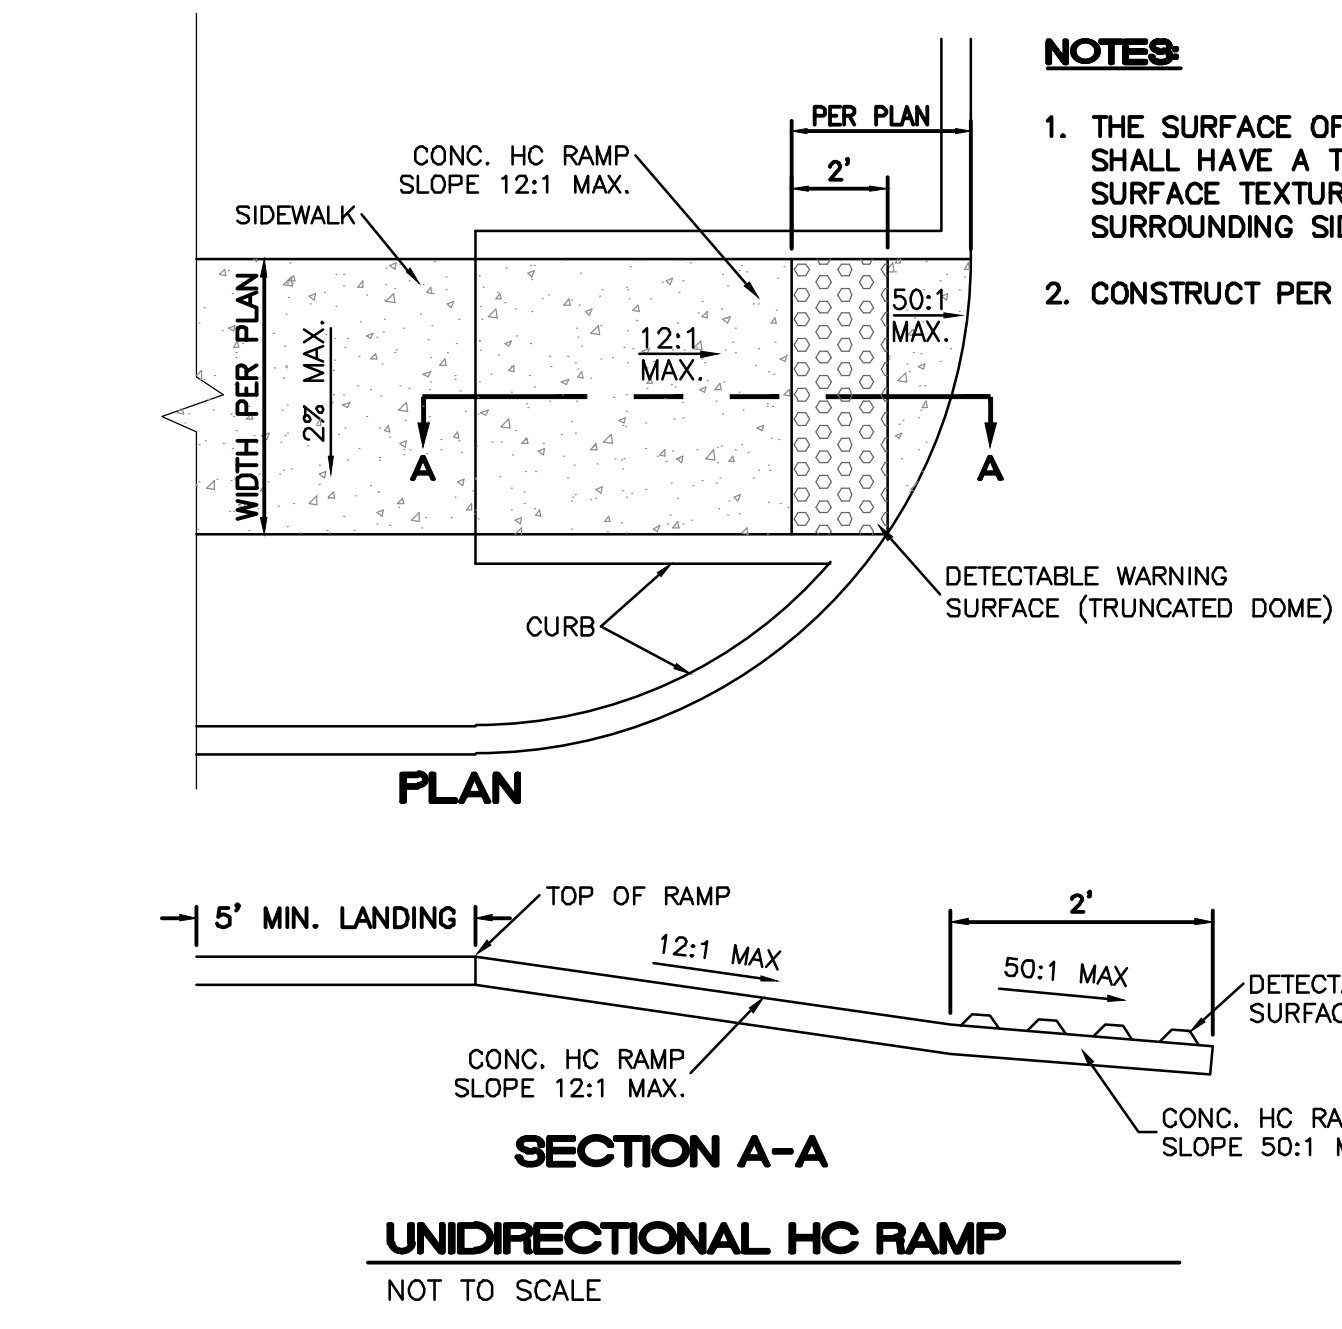 NOTES:
1. THE SURFACE OF
SHALL HAVE A T
SURFACE TEXTUR
SURROUNDING SID
2. CONSTRUCT PER
PER PLAN
2'
CONC. HC RAMP
SLOPE 12:1 MAX.
SIDEWALK
WIDTH PER PLAN
2% MAX.
12:1
MAX.
50:1
MAX.
A
A
DETECTABLE WARNING
SURFACE (TRUNCATED DOME)
CURB
PLAN
5' MIN. LANDING
TOP OF RAMP
12:1 MAX
2'
50:1 MAX
DETECTA
SURFAC
CONC. HC RAMP
SLOPE 12:1 MAX.
CONC. HC RA
SLOPE 50:1 M
SECTION A-A
UNIDIRECTIONAL HC RAMP
NOT TO SCALE